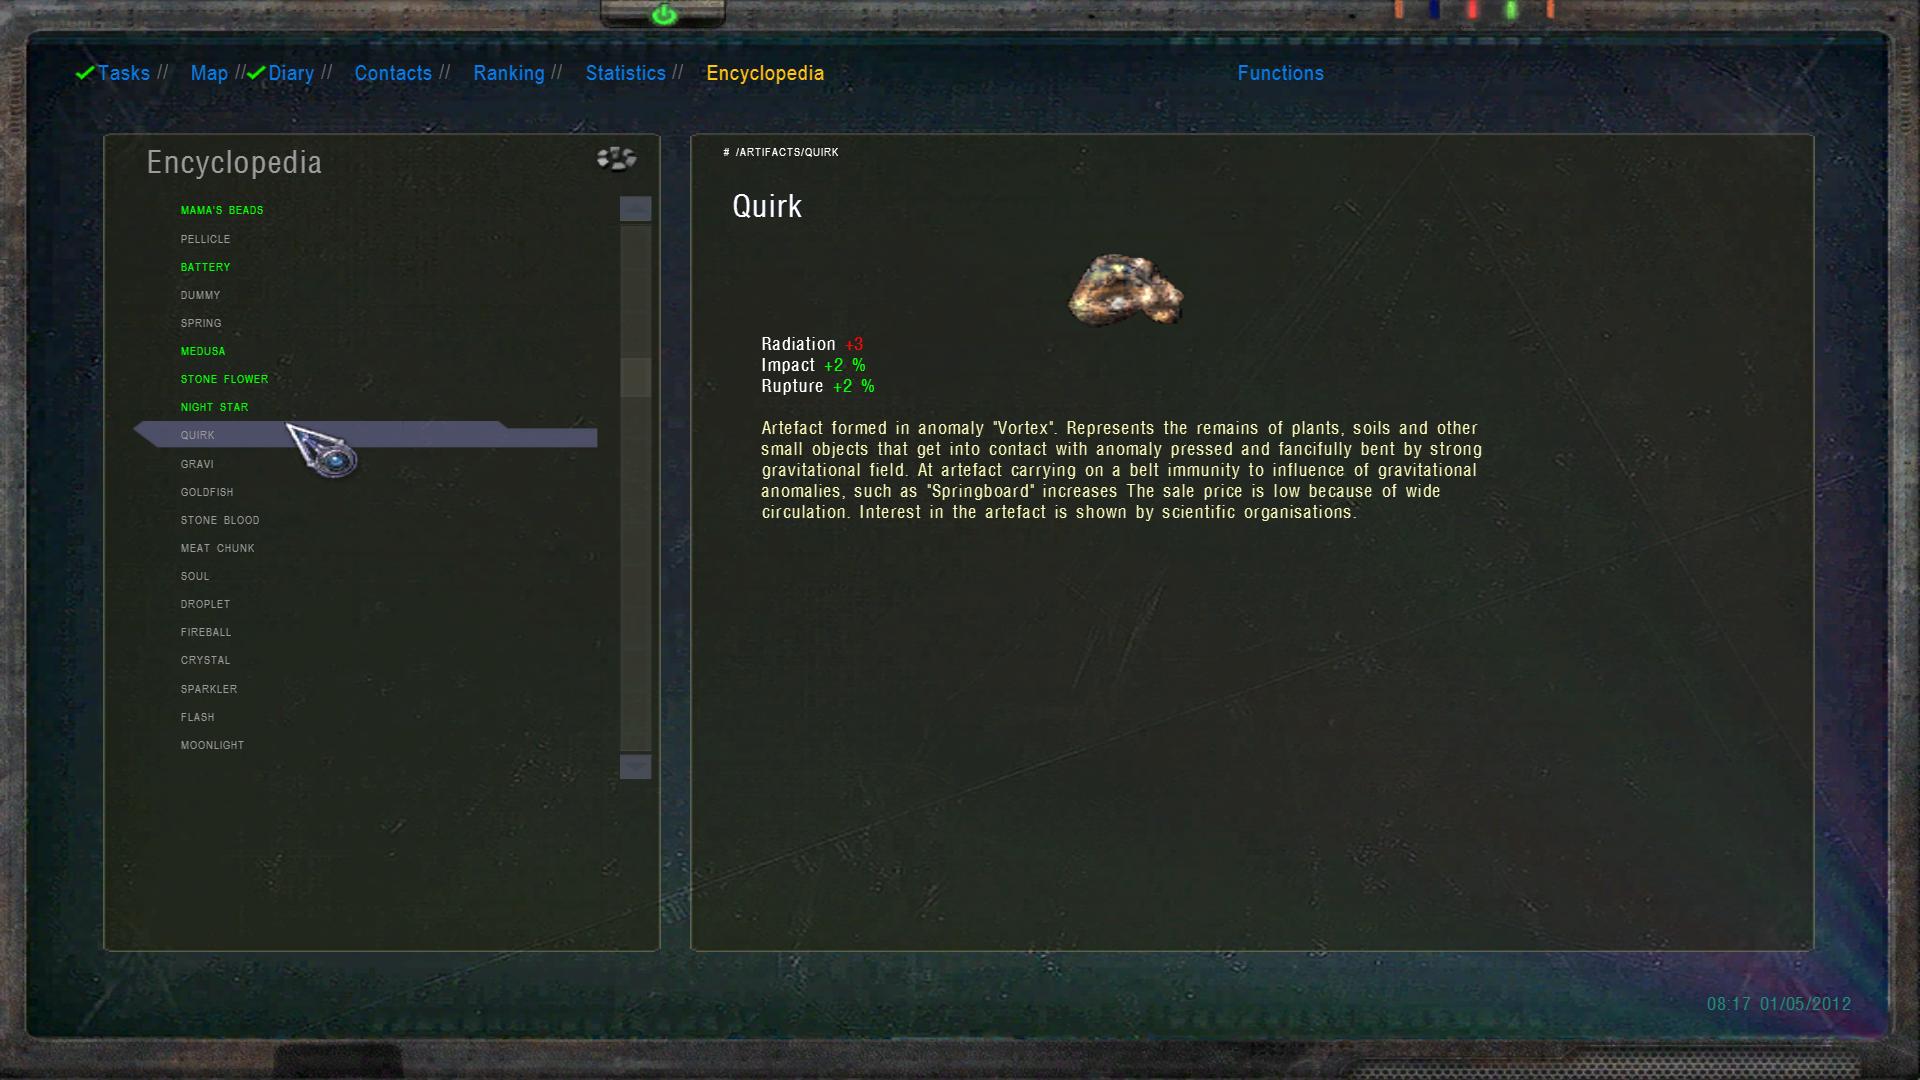 Tasks // Map // Diary // Contacts // Ranking // Statistics // Encyclopedia Functions
Encyclopedia
MAMA'S BEADS
PELLICLE
BATTERY
DUMMY
SPRING
MEDUSA
STONE FLOWER
NIGHT STAR
QUIRK
GRAVI
GOLDFISH
STONE BLOOD
MEAT CHUNK
SOUL
DROPLET
FIREBALL
CRYSTAL
SPARKLER
FLASH
MOONLIGHT
# /ARTIFACTS/QUIRK
Quirk
Radiation +3
Impact +2 %
Rupture +2 %
Artefact formed in anomaly "Vortex". Represents the remains of plants, soils and other
small objects that get into contact with anomaly pressed and fancifully bent by strong
gravitational field. At artefact carrying on a belt immunity to influence of gravitational
anomalies, such as "Springboard" increases The sale price is low because of wide
circulation. Interest in the artefact is shown by scientific organisations.
08:17 01/05/2012